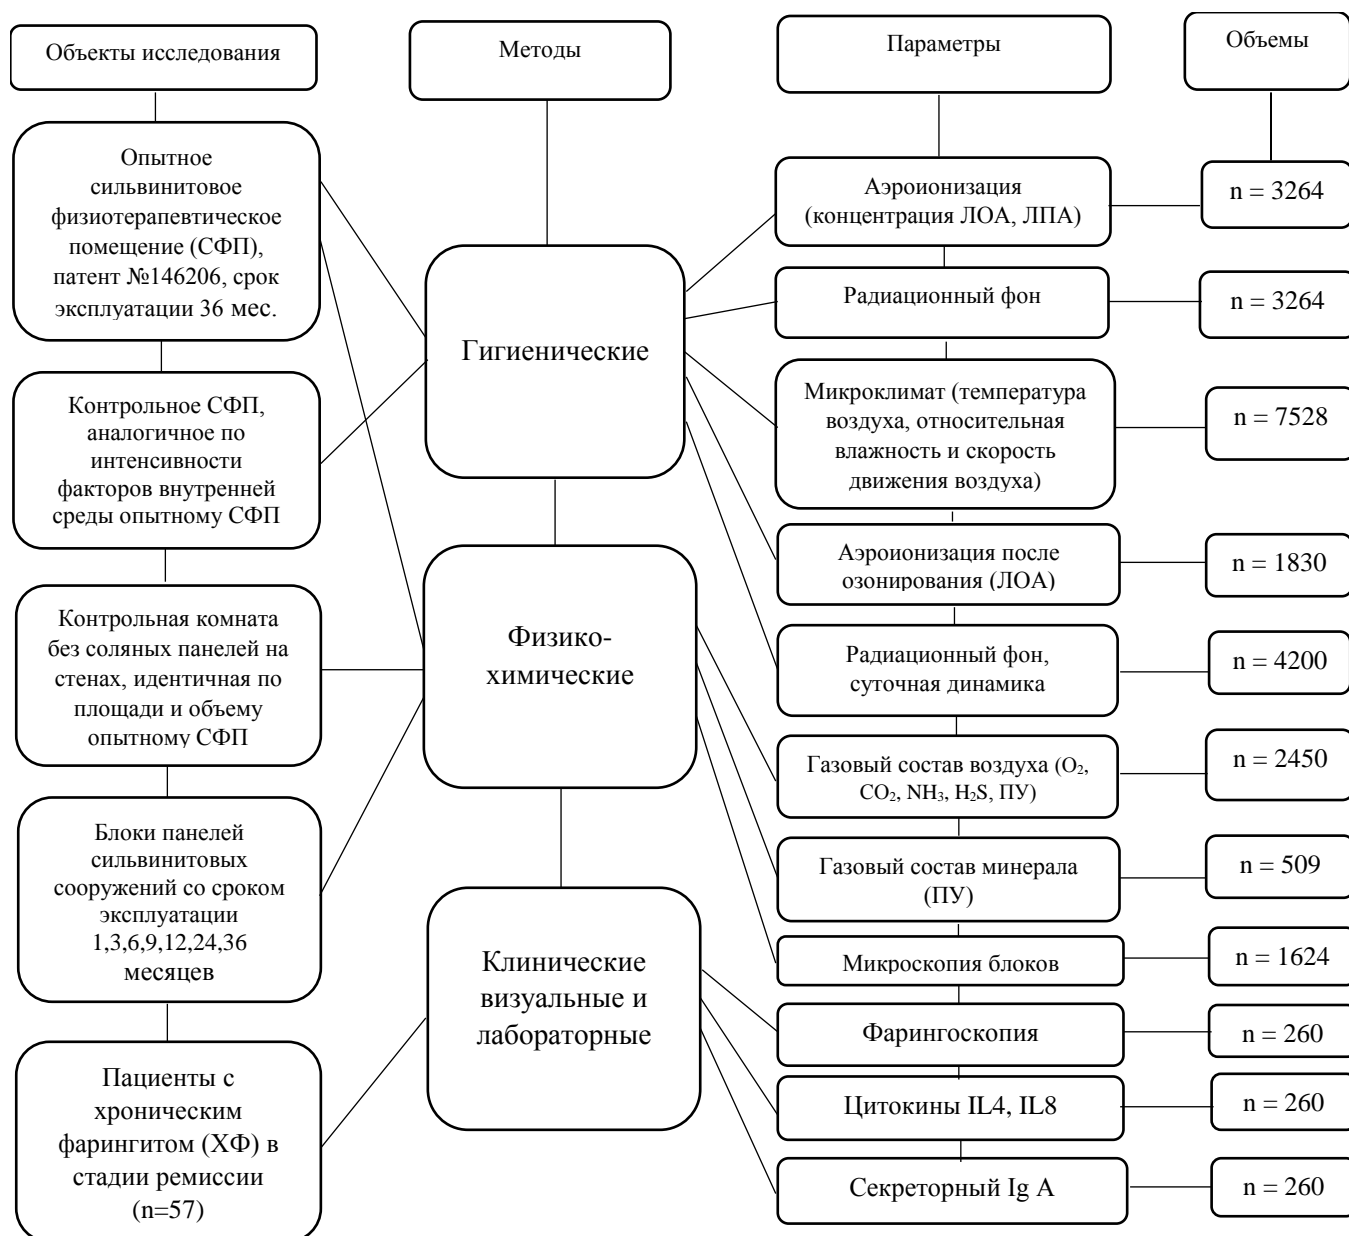 Объекты исследования
Методы
Параметры
Объемы
Опытное
сильвинитовое
физиотерапевтическое
помещение (СФП),
патент №146206, срок
эксплуатации 36 мес.
Контрольное СФП,
аналогичное по
интенсивности
факторов внутренней
среды опытному СФП
Контрольная комната
без соляных панелей на
стенах, идентичная по
площади и объему
опытному СФП
Блоки панелей
сильвинитовых
сооружений со сроком
эксплуатации
1,3,6,9,12,24,36
месяцев
Пациенты с
хроническим
фарингитом (ХФ) в
стадии ремиссии
(n=57)
Гигиенические
Физико-
химические
Клинические
визуальные и
лабораторные
Аэроионизация
(концентрация ЛОА, ЛПА)
Радиационный фон
Микроклимат (температура
воздуха, относительная
влажность и скорость
движения воздуха)
Аэроионизация после
озонирования (ЛОА)
Радиационный фон,
суточная динамика
Газовый состав воздуха (O₂,
CO₂, NH₃, H₂S, ПУ)
Газовый состав минерала
(ПУ)
Микроскопия блоков
Фарингоскопия
Цитокины IL4, IL8
Секреторный Ig A
n = 3264
n = 3264
n = 7528
n = 1830
n = 4200
n = 2450
n = 509
n = 1624
n = 260
n = 260
n = 260